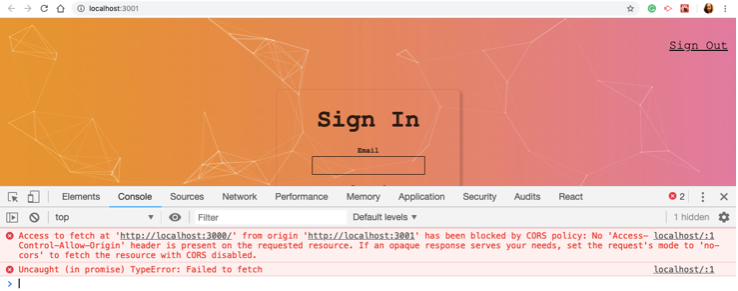 localhost:3001
Sign Out
Sign In
Email
Elements Console Sources Network Performance Memory Application Security Audits React 2
top Filter Default levels 1 hidden
Access to fetch at 'http://localhost:3000/' from origin 'http://localhost:3001' has been blocked by CORS policy: No 'Access- localhost/:1
Control-Allow-Origin' header is present on the requested resource. If an opaque response serves your needs, set the request's mode to 'no-
cors' to fetch the resource with CORS disabled.
Uncaught (in promise) TypeError: Failed to fetch localhost/:1